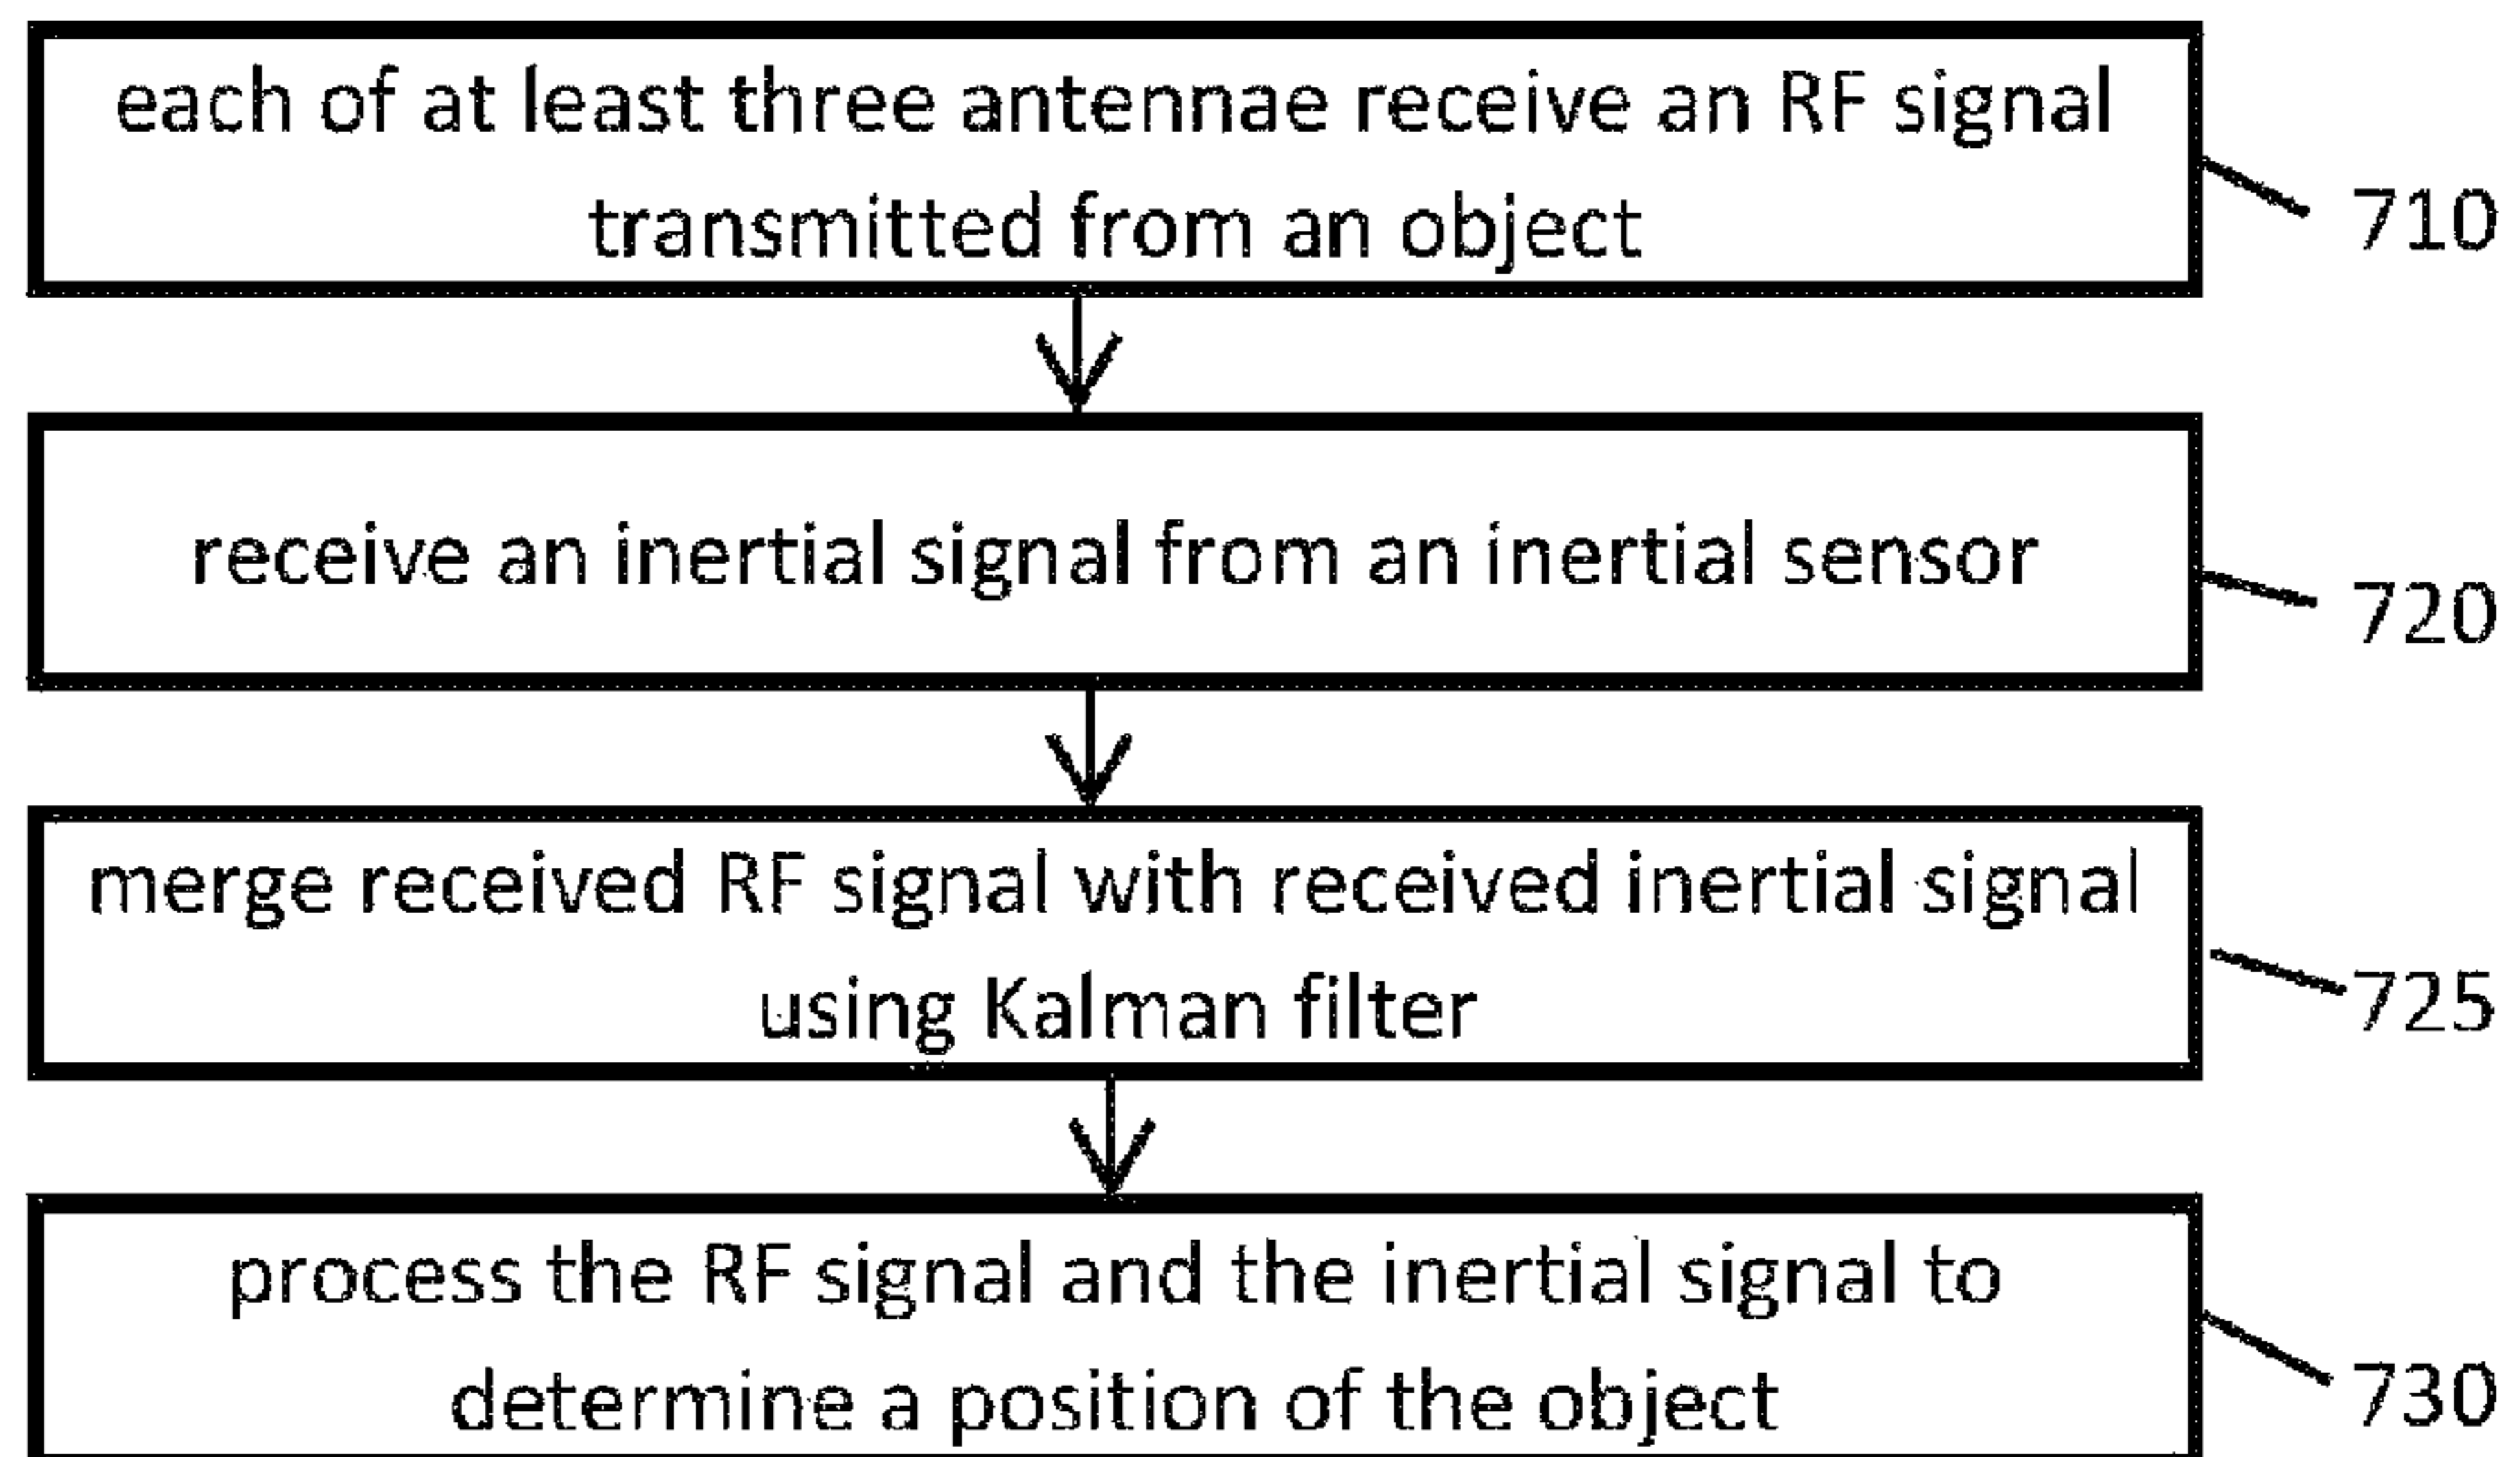 each of at least three antennae receive an RF signal
transmitted from an object
710
receive an inertial signal from an inertial sensor
720
merge received RF signal with received inertial signal
using Kalman filter
725
process the RF signal and the inertial signal to
determine a position of the object
730